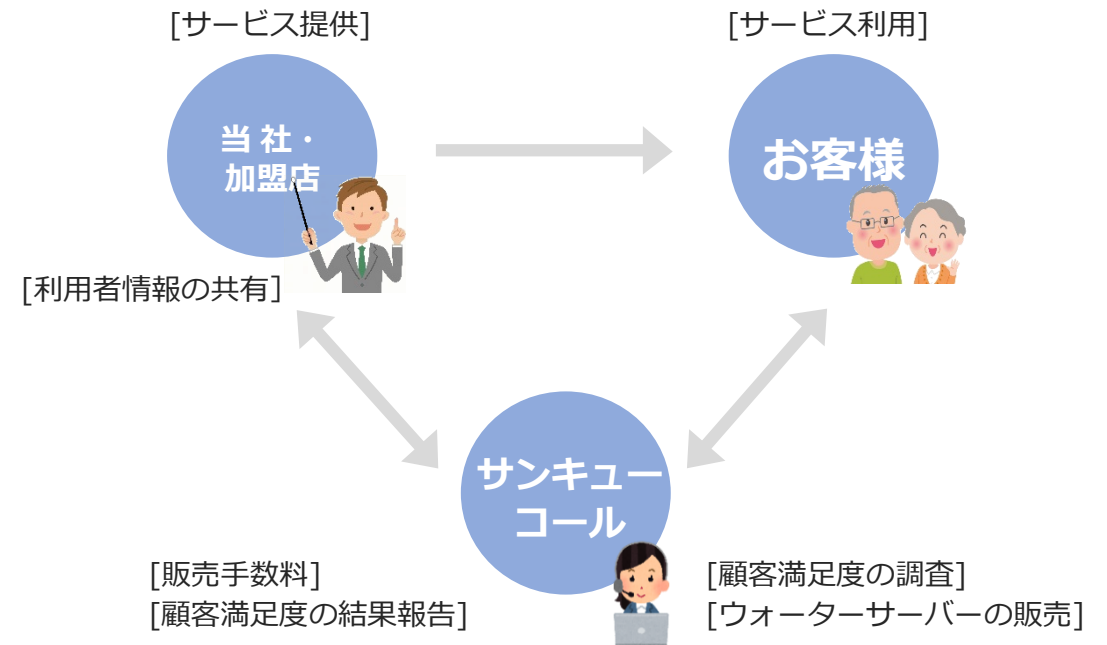 [サービス提供]
[サービス利用]
当 社・
加盟店
お客様
[利用者情報の共有]
サンキュー
コール
[販売手数料]
[顧客満足度の結果報告]
[顧客満足度の調査]
[ウォーターサーバーの販売]